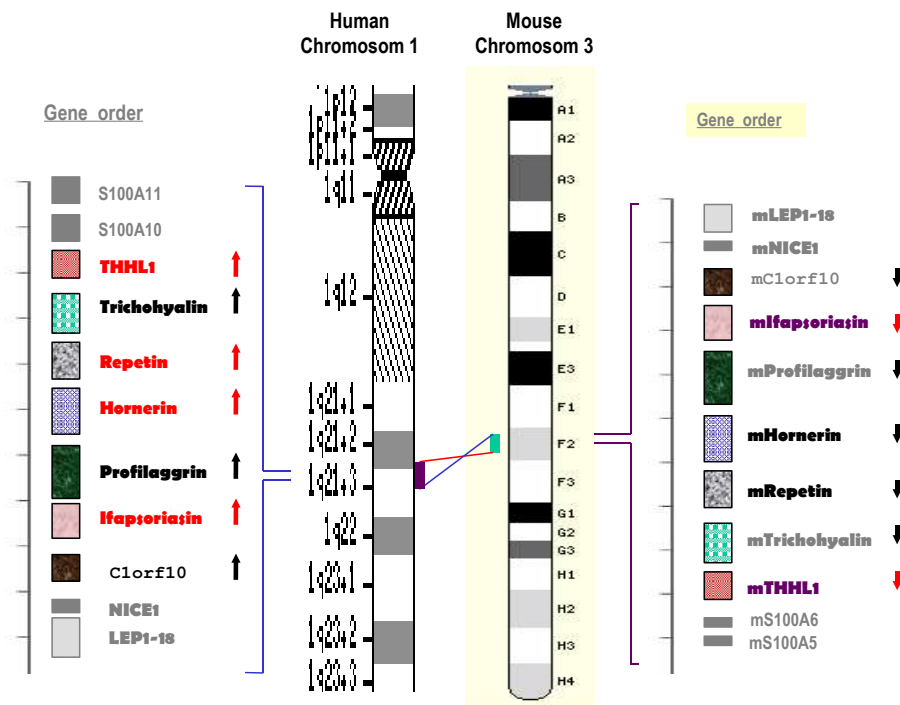 Human
Chromosom 1
Mouse
Chromosom 3
Gene order
S100A11
S100A10
THHL1
Trichohyalin
Repetin
Hornerin
Profilaggrin
Ifapsoriasin
C1orf10
NICE1
LEP1-18
1p12
1q11
1q12
1q21.1
1q21.2
1q21.3
1q22
1q23.1
1q23.2
1q23.3
A1
A2
A3
B
C
D
E1
E3
F1
F2
F3
G1
G2
G3
H1
H2
H3
H4
Gene order
mLEP1-18
mNICE1
mC1orf10
mIfapsoriasin
mProfilaggrin
mHornerin
mRepetin
mTrichohyalin
mTHHL1
mS100A6
mS100A5